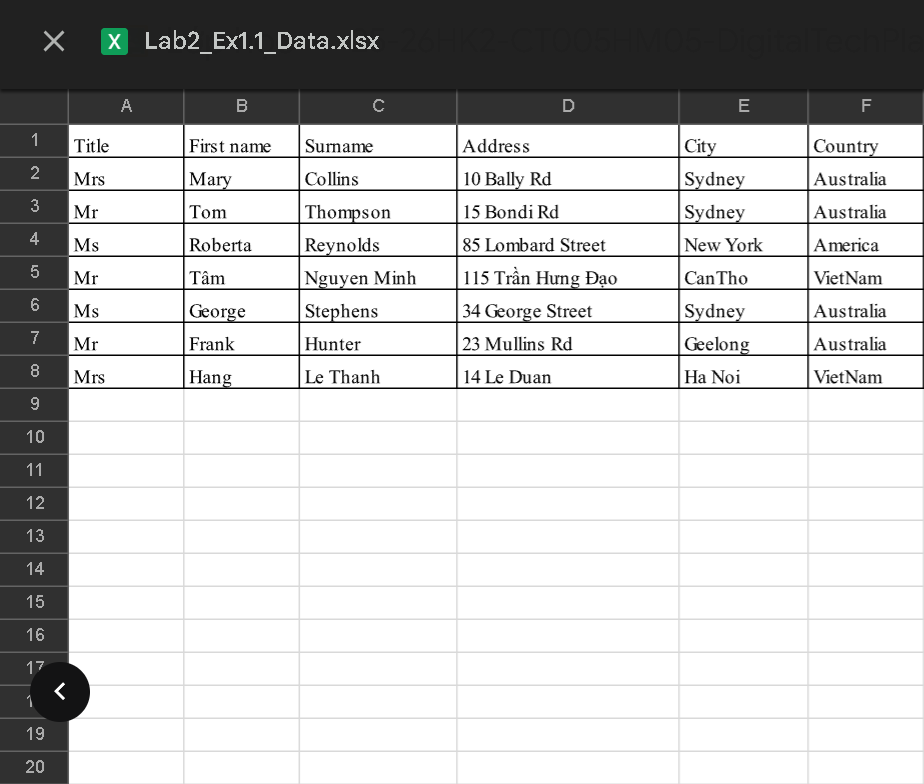 Lab2_Ex1.1_Data.xlsx
A B C D E F
1 Title First name Surname Address City Country
2 Mrs Mary Collins 10 Bally Rd Sydney Australia
3 Mr Tom Thompson 15 Bondi Rd Sydney Australia
4 Ms Roberta Reynolds 85 Lombard Street New York America
5 Mr Tâm Nguyen Minh 115 Trần Hưng Đạo CanTho VietNam
6 Ms George Stephens 34 George Street Sydney Australia
7 Mr Frank Hunter 23 Mullins Rd Geelong Australia
8 Mrs Hang Le Thanh 14 Le Duan Ha Noi VietNam
9
10
11
12
13
14
15
16
17
19
20